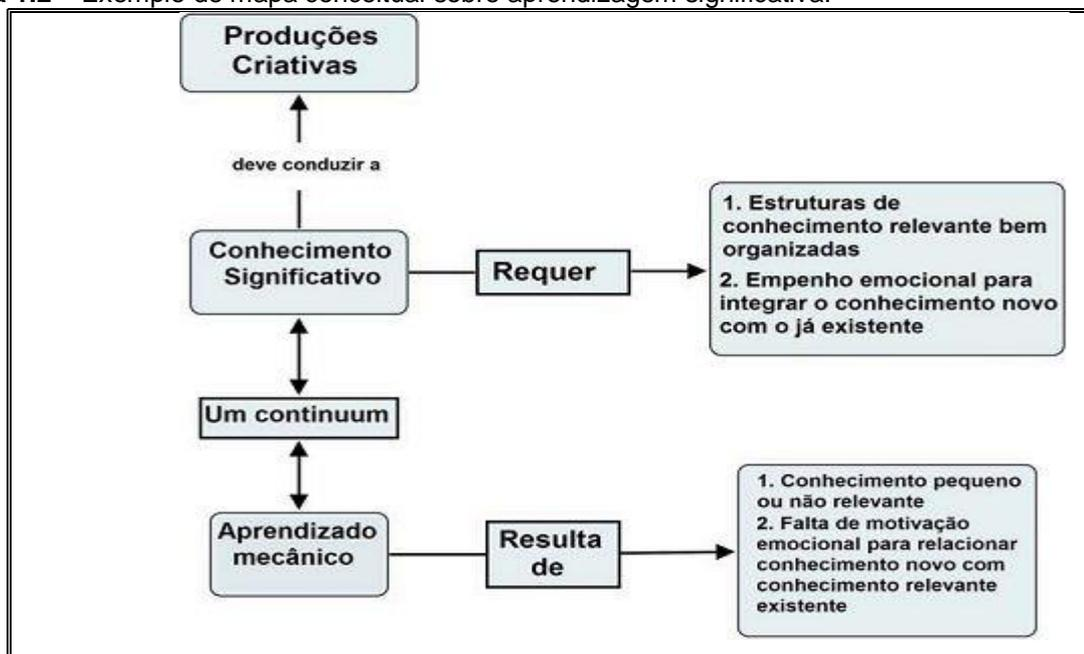 Exemplo de mapa conceitual sobre aprendizagem significativa.
Produções
Criativas
deve conduzir a
Conhecimento
Significativo
Requer
1. Estruturas de
conhecimento relevante bem
organizadas
2. Empenho emocional para
integrar o conhecimento novo
com o já existente
Um continuum
Aprendizado
mecânico
Resulta
de
1. Conhecimento pequeno
ou não relevante
2. Falta de motivação
emocional para relacionar
conhecimento novo com
conhecimento relevante
existente